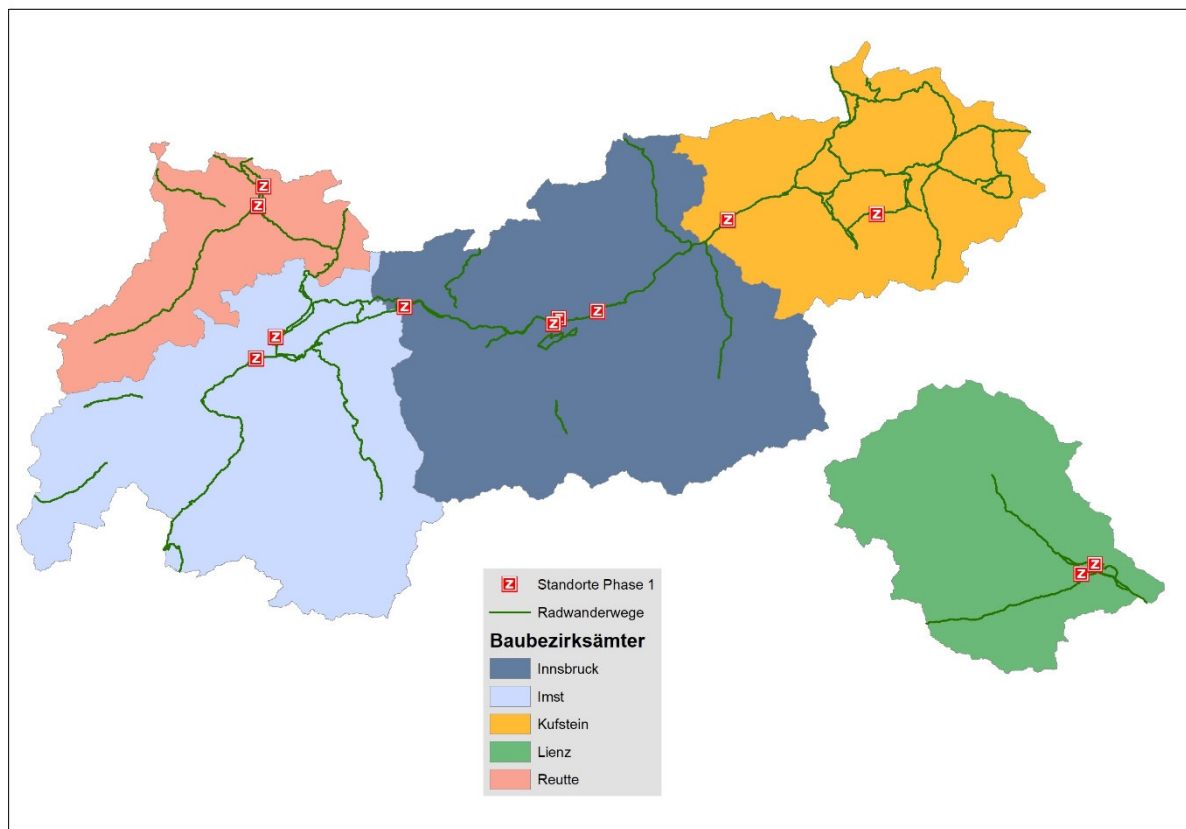 Z
Z
Z
Z
Z
Z
Z
Z
Z
Z
Z
Z
Z
Z Standorte Phase 1
Radwanderwege
Baubezirksämter
Innsbruck
Imst
Kufstein
Lienz
Reutte